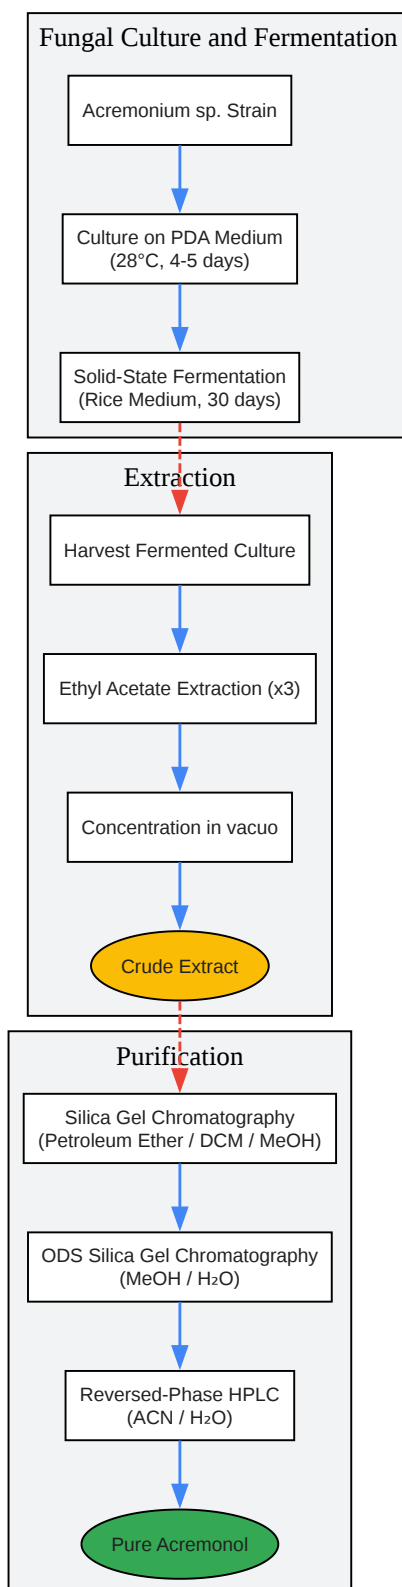 Fungal Culture and Fermentation
Acremonium sp. Strain
Culture on PDA Medium
(28°C, 4-5 days)
Solid-State Fermentation
(Rice Medium, 30 days)
Extraction
Harvest Fermented Culture
Ethyl Acetate Extraction (x3)
Concentration in vacuo
Crude Extract
Purification
Silica Gel Chromatography
(Petroleum Ether / DCM / MeOH)
ODS Silica Gel Chromatography
(MeOH / H₂O)
Reversed-Phase HPLC
(ACN / H₂O)
Pure Acremonol